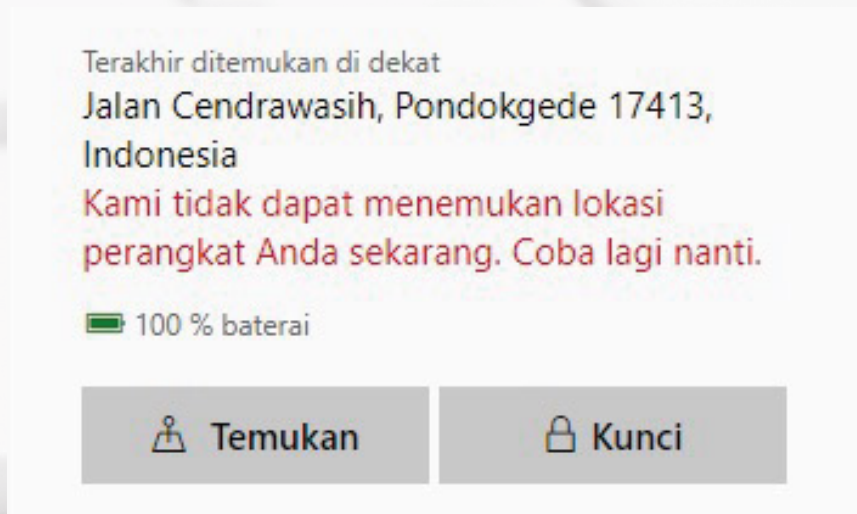 Terakhir ditemukan di dekat
Jalan Cendrawasih, Pondokgede 17413,
Indonesia
Kami tidak dapat menemukan lokasi
perangkat Anda sekarang. Coba lagi nanti.
100 % baterai
Temukan
Kunci